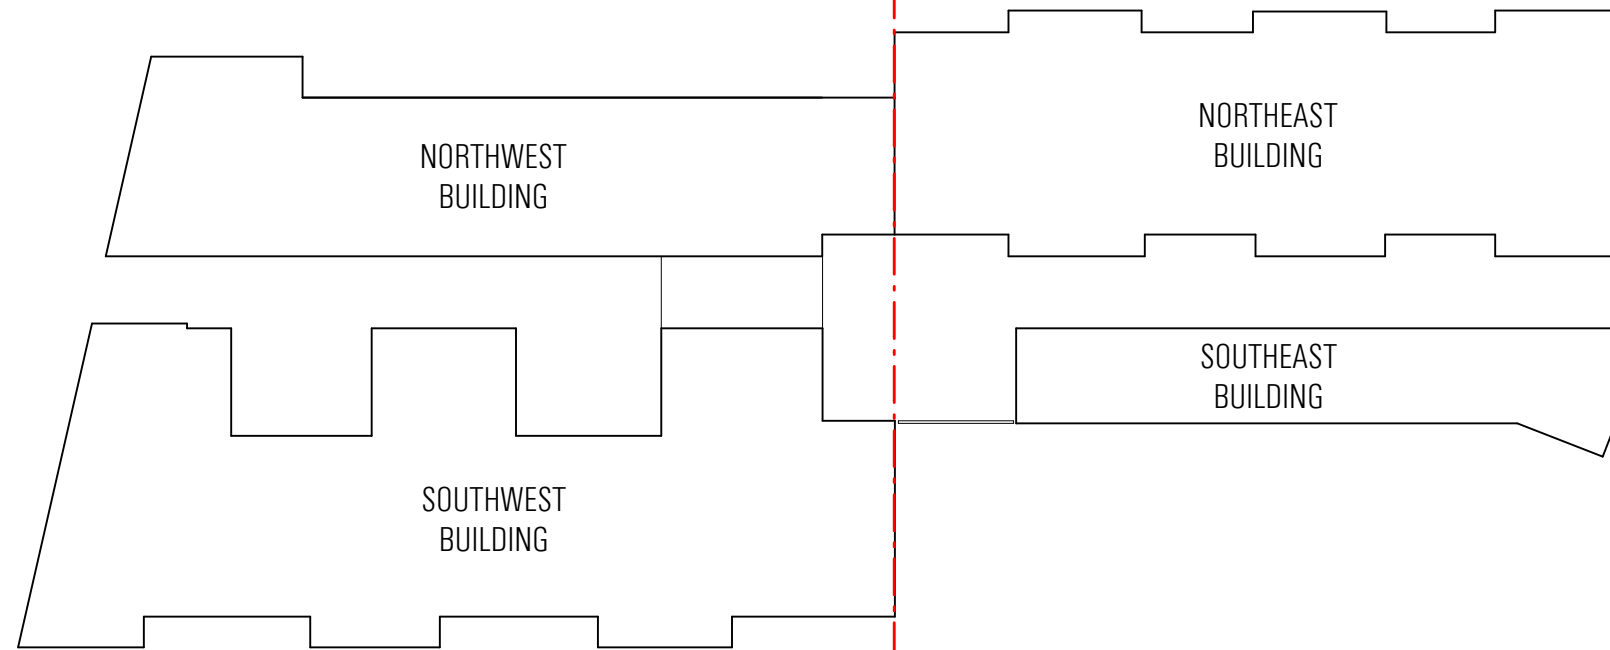 NORTHWEST
BUILDING
NORTHEAST
BUILDING
SOUTHWEST
BUILDING
SOUTHEAST
BUILDING